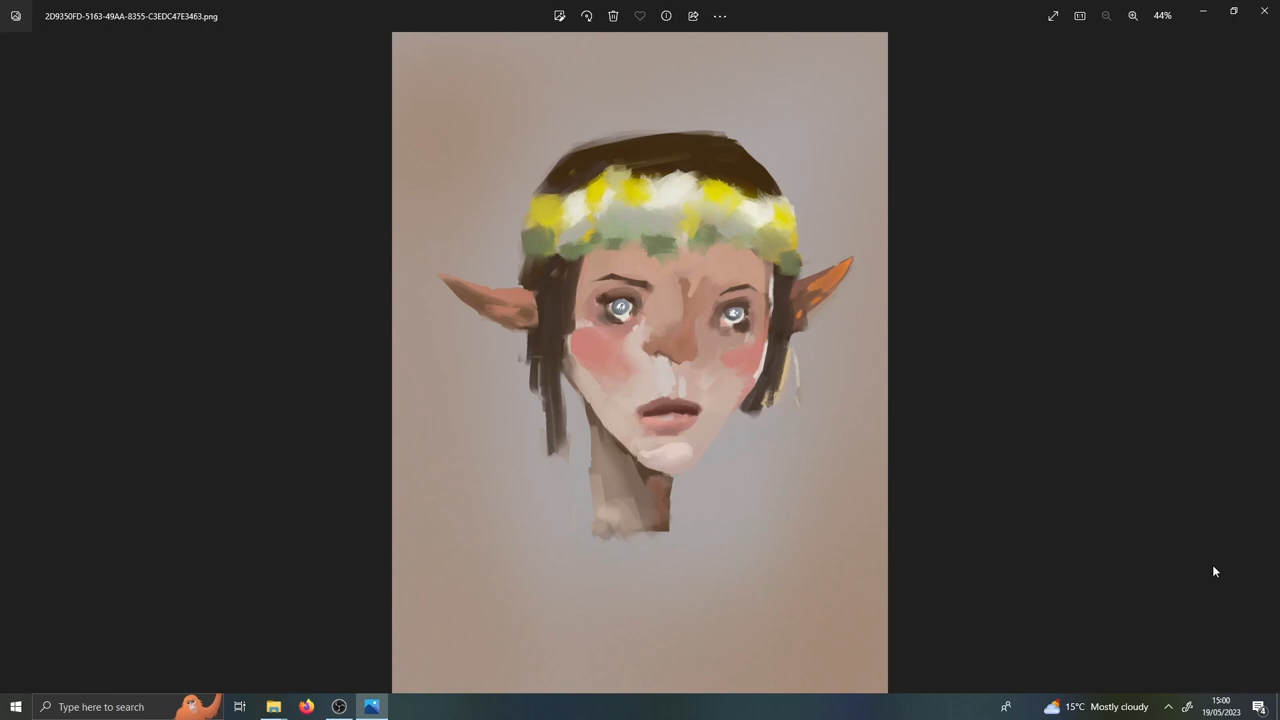 2D9350FD-5163-49AA-8355-C3EDC47E3463.png
44%
Type here to search
15°C Mostly cloudy
15:00
19/05/2023
4